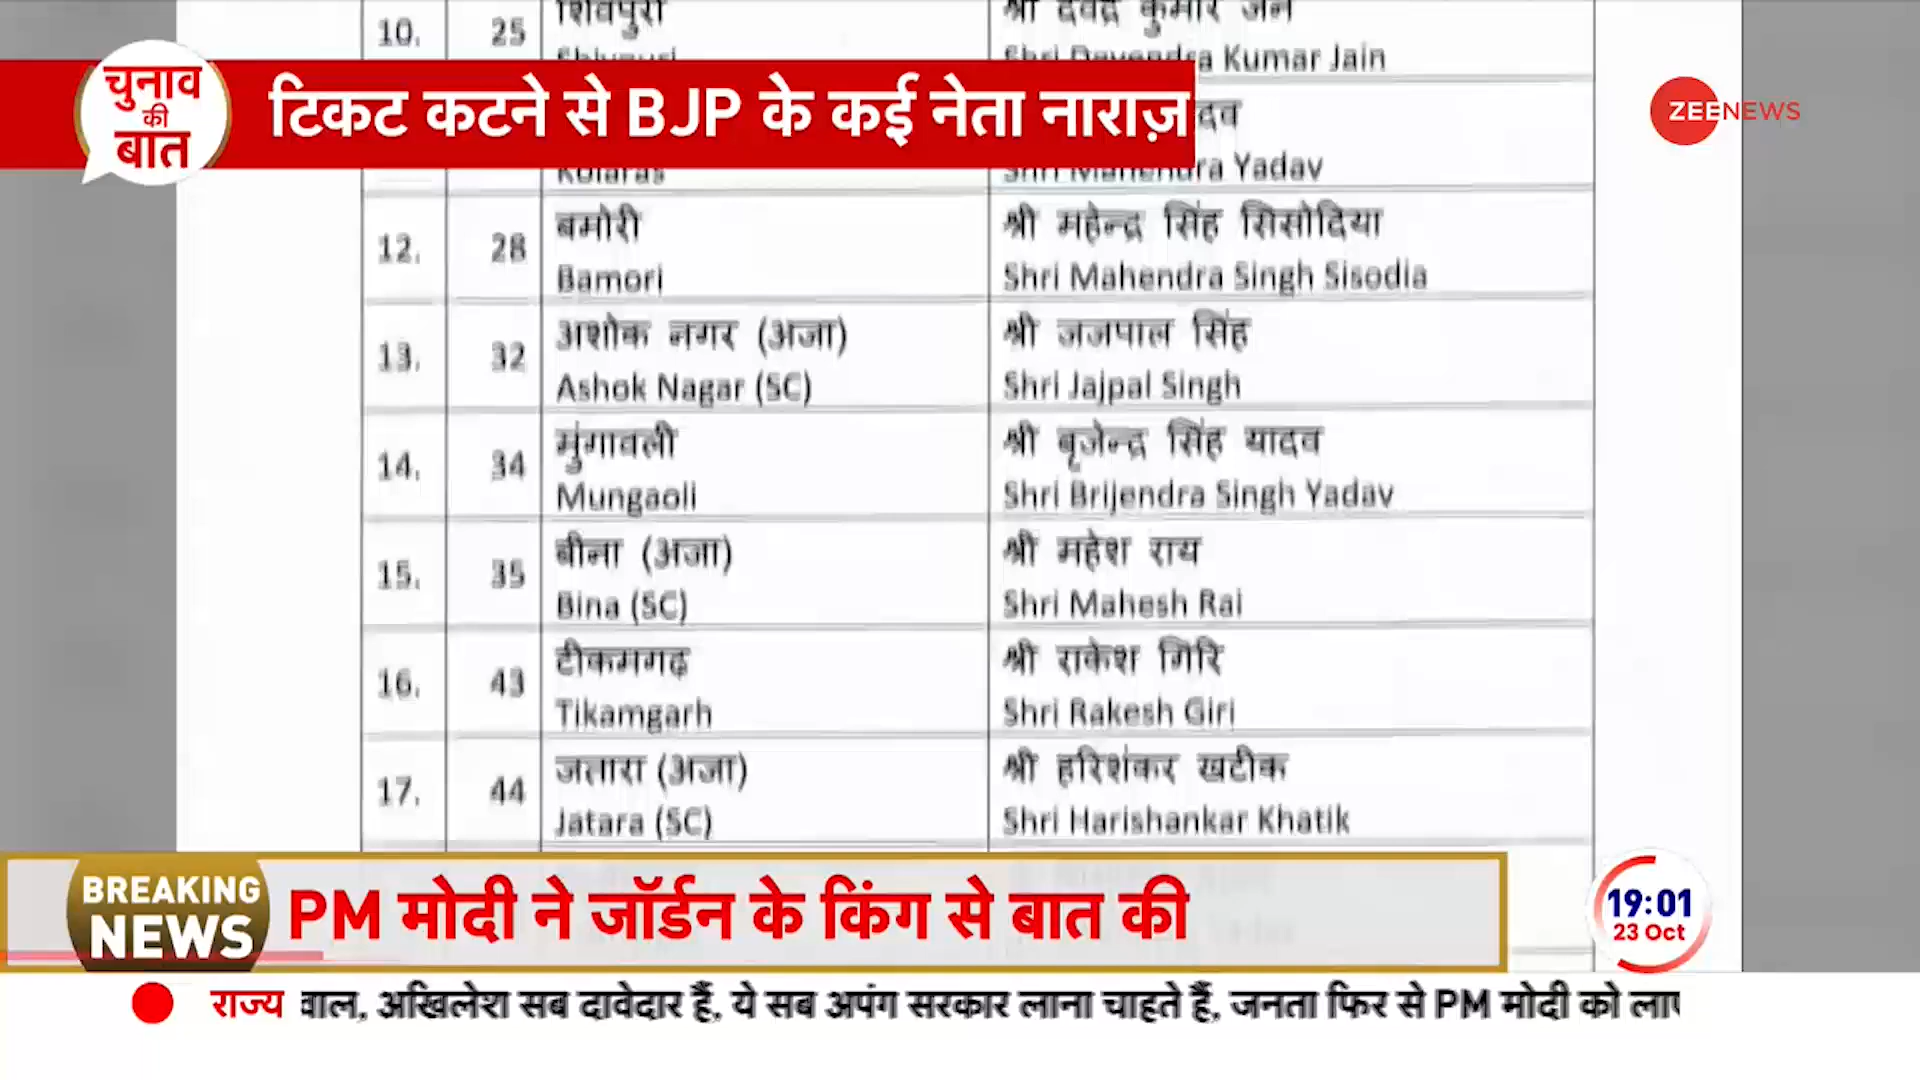 10.
25
शिवपुरी
श्री देवेंद्र कुमार जैन
Shri Devendra Kumar Jain
चुनाव
की
बात
टिकट कटने से BJP के कई नेता नाराज़
ZEENEWS
Kolaras
Shri Mahendra Yadav
12.
28
बमोरी
श्री महेन्द्र सिंह सिसोदिया
Bamori
Shri Mahendra Singh Sisodia
13.
32
अशोक नगर (अजा)
श्री जजपाल सिंह
Ashok Nagar (SC)
Shri Jajpal Singh
14.
34
मुंगावली
श्री बृजेन्द्र सिंह यादव
Mungaoli
Shri Brijendra Singh Yadav
15.
35
बीना (अजा)
श्री महेश राय
Bina (SC)
Shri Mahesh Rai
16.
43
टीकमगढ़
श्री राकेश गिरि
Tikamgarh
Shri Rakesh Giri
17.
44
जतारा (अजा)
श्री हरिशंकर खटीक
Jatara (SC)
Shri Harishankar Khatik
BREAKING
NEWS
PM मोदी ने जॉर्डन के किंग से बात की
19:01
23 Oct
राज्य
वाल, अखिलेश सब दावेदार हैं, ये सब अपंग सरकार लाना चाहते हैं, जनता फिर से PM मोदी को